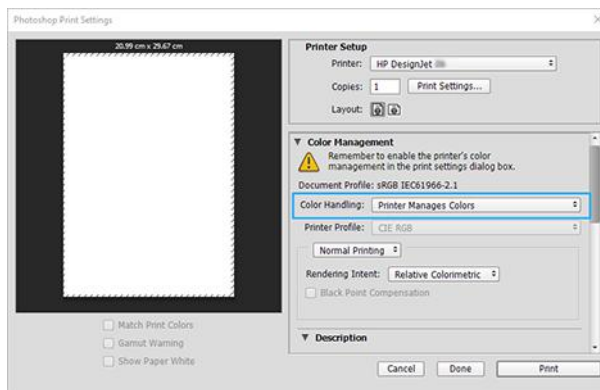 Photoshop Print Settings
20.99 cm x 29.67 cm
Match Print Colors
Gamut Warning
Show Paper White
Printer Setup
Printer: HP DesignJet
Copies: 1 Print Settings...
Layout:
Color Management
Remember to enable the printer's color
management in the print settings dialog box.
Document Profile: sRGB IEC61966-2.1
Color Handling: Printer Manages Colors
Printer Profile: CIE RGB
Normal Printing
Rendering Intent: Relative Colorimetric
Black Point Compensation
Description
Cancel Done Print